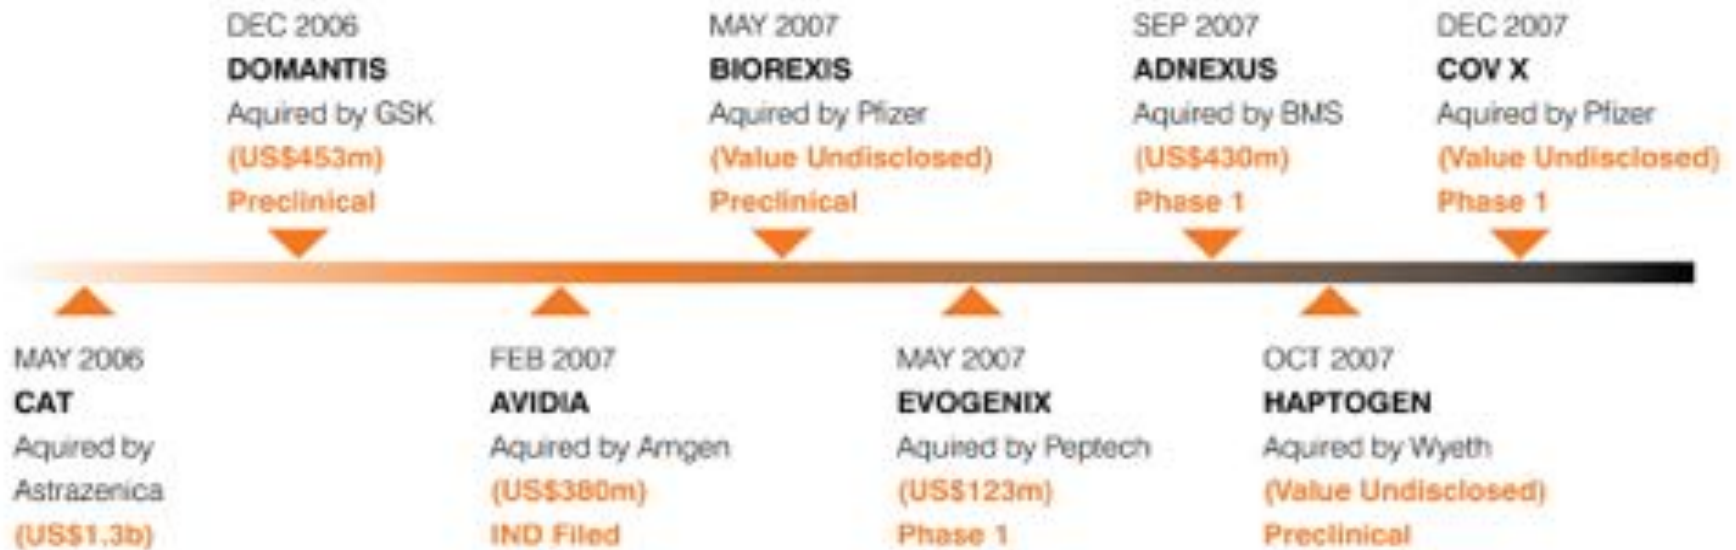 DEC 2006
DOMANTIS
Aquired by GSK
(US$453m)
Preclinical
MAY 2007
BIOREXIS
Aquired by Pfizer
(Value Undisclosed)
Preclinical
SEP 2007
ADNEXUS
Aquired by BMS
(US$430m)
Phase 1
DEC 2007
COV X
Aquired by Pfizer
(Value Undisclosed)
Phase 1
MAY 2006
CAT
Aquired by
Astrazenica
(US$1.3b)
FEB 2007
AVIDIA
Aquired by Amgen
(US$380m)
IND Filed
MAY 2007
EVOGENIX
Aquired by Peptech
(US$123m)
Phase 1
OCT 2007
HAPTOGEN
Aquired by Wyeth
(Value Undisclosed)
Preclinical